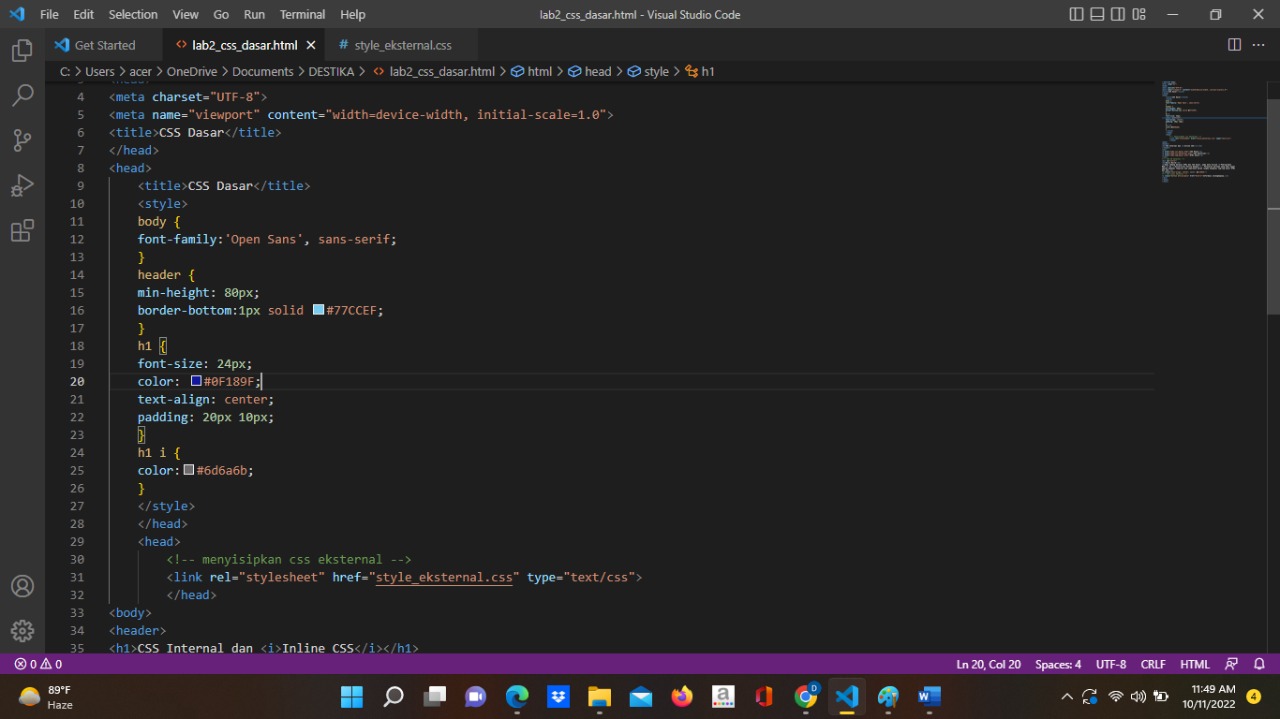 File Edit Selection View Go Run Terminal Help lab2_css_dasar.html - Visual Studio Code
Get Started lab2_css_dasar.html # style_eksternal.css
C: > Users > acer > OneDrive > Documents > DESTIKA > lab2_css_dasar.html > html > head > style > h1
4 <meta charset="UTF-8">
5 <meta name="viewport" content="width=device-width, initial-scale=1.0">
6 <title>CSS Dasar</title>
7 </head>
8 <head>
9 <title>CSS Dasar</title>
10 <style>
11 body {
12 font-family:'Open Sans', sans-serif;
13 }
14 header {
15 min-height: 80px;
16 border-bottom:1px solid #77CCEF;
17 }
18 h1 {
19 font-size: 24px;
20 color: #0F189F;
21 text-align: center;
22 padding: 20px 10px;
23 }
24 h1 i {
25 color:#6d6a6b;
26 }
27 </style>
28 </head>
29 <head>
30 <!-- menyisipkan css eksternal -->
31 <link rel="stylesheet" href="style_eksternal.css" type="text/css">
32 </head>
33 <body>
34 <header>
35 <h1>CSS Internal dan <i>Inline CSS</i></h1>
0 0 Ln 20, Col 20 Spaces: 4 UTF-8 CRLF HTML
89°F
Haze
11:49 AM
10/11/2022
4